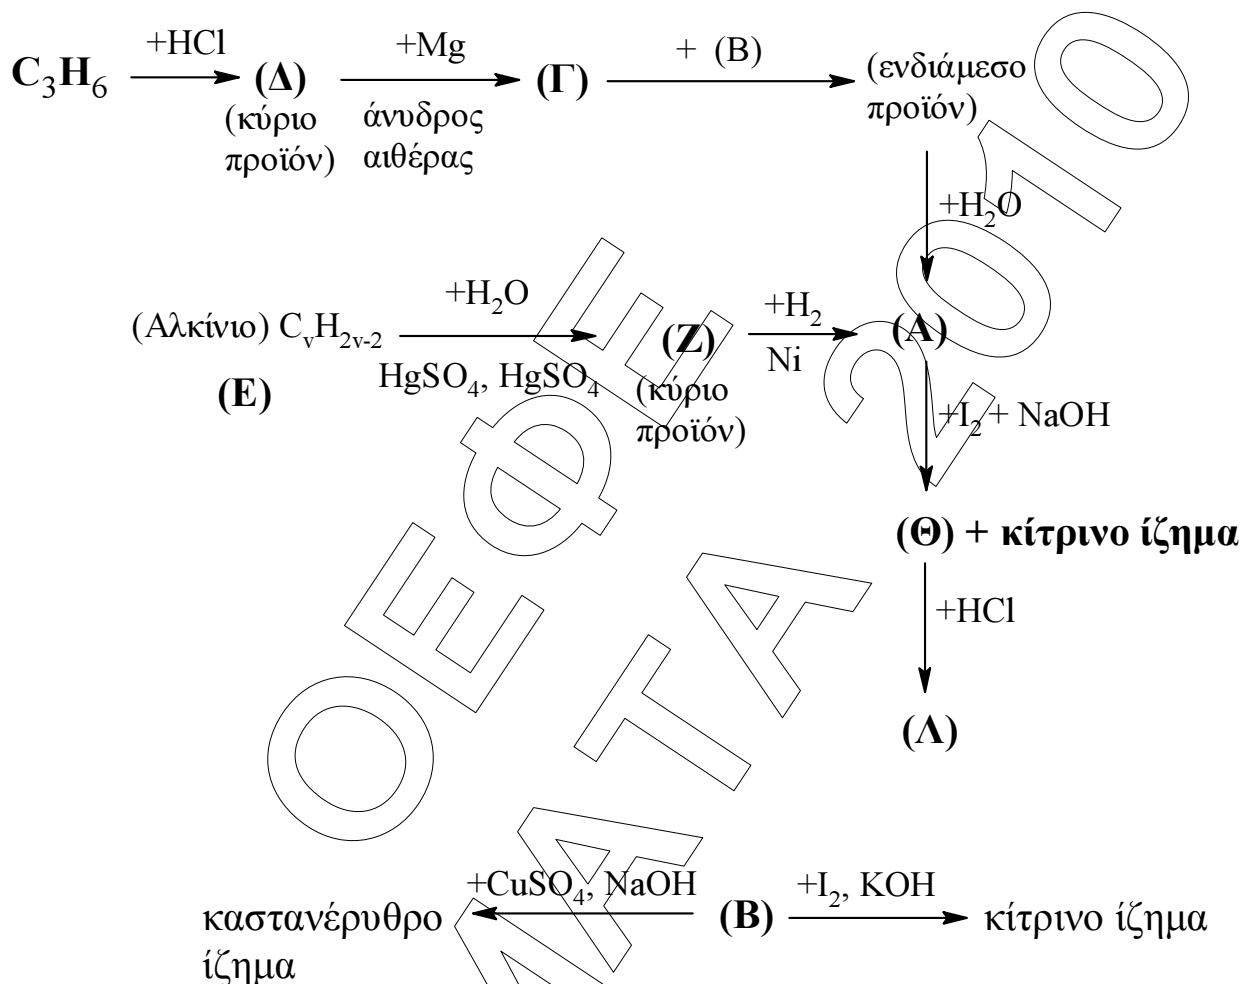 C₃H₆ +HCl (Δ) +Mg (Γ) + (B) (ενδιάμεσο
προϊόν)
(κύριο
προϊόν)
άνυδρος
αιθέρας
+H₂O
(Αλκίνιο) CᵥH₂ᵥ₋₂ +H₂O (Z) +H₂ (A)
(E)
HgSO₄, HgSO₄
(κύριο
προϊόν)
Ni
+I₂ + NaOH
(Θ) + κίτρινο ίζημα
+HCl
(Λ)
καστανέρυθρο
ίζημα
+CuSO₄, NaOH (B) +I₂, KOH κίτρινο ίζημα
ΟΕΦΕ 2010
ΜΑΤΑ